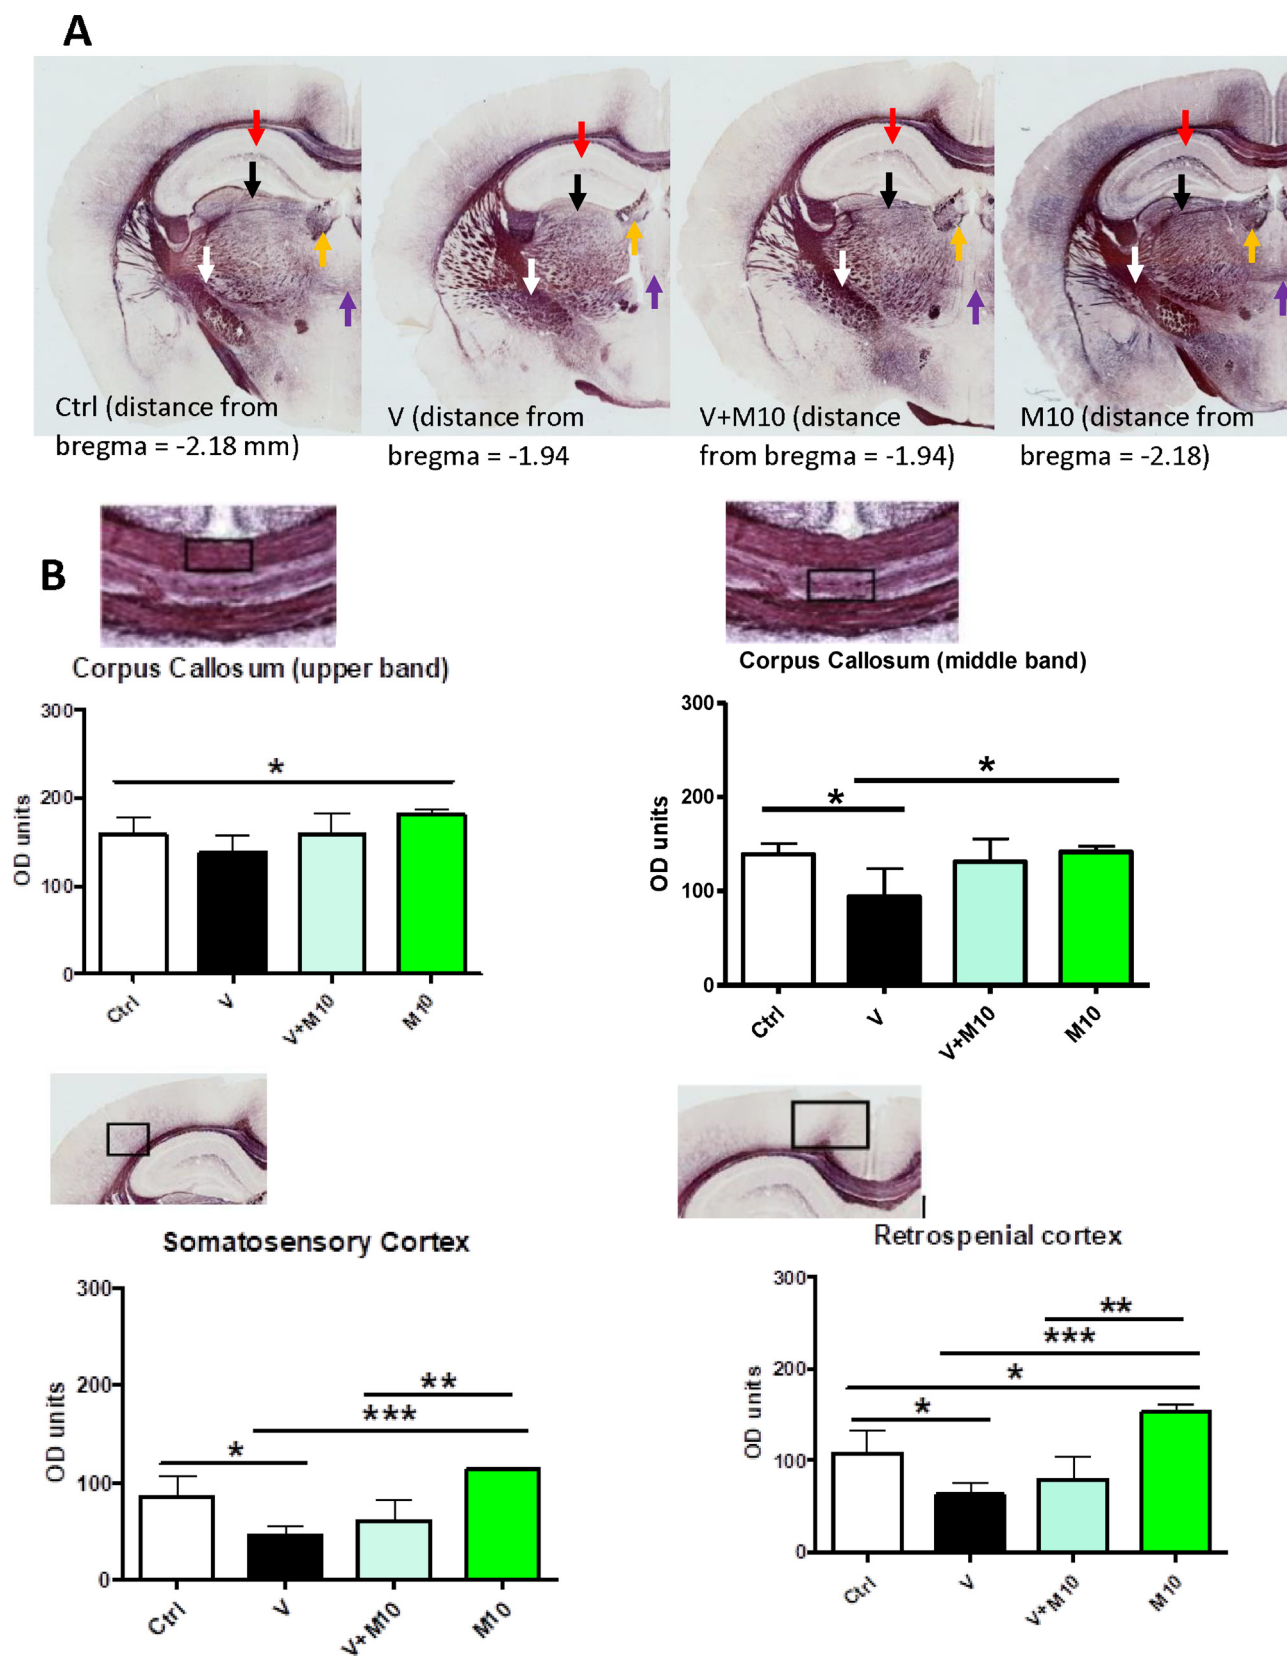 A
Ctrl (distance from
bregma = -2.18 mm)
V (distance from
bregma = -1.94
V+M10 (distance
from bregma = -1.94)
M10 (distance from
bregma = -2.18)
B
Corpus Callosum (upper band)
300
200
100
0
OD units
*
Ctrl
V
V+M10
M10
Corpus Callosum (middle band)
300
200
100
0
OD units
*
*
Ctrl
V
V+M10
M10
Somatosensory Cortex
300
200
100
0
OD units
**
***
*
Ctrl
V
V+M10
M10
Retrospenial cortex
300
200
100
0
OD units
**
***
*
*
Ctrl
V
V+M10
M10